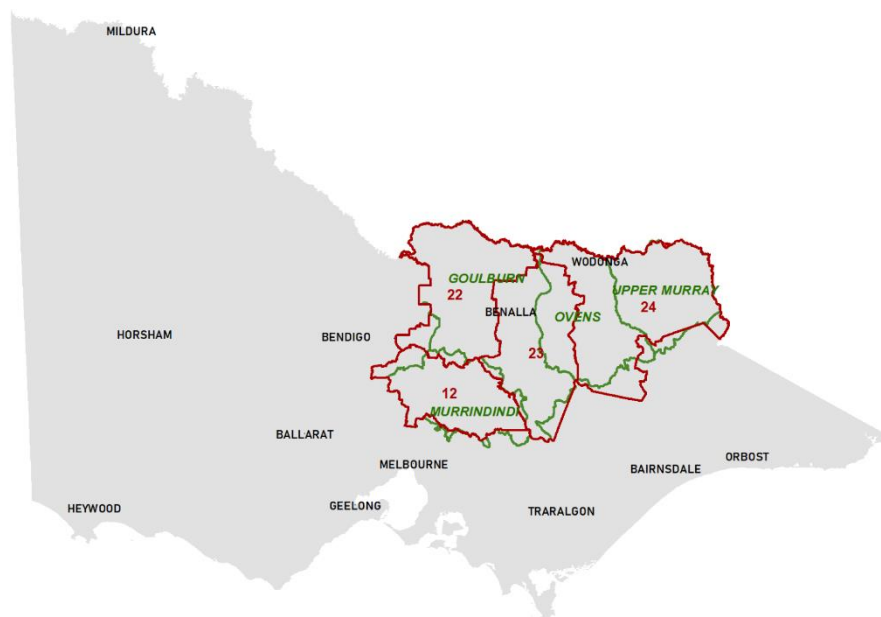 MILDURA
WODONGA
GOULBURN
UPPER MURRAY
22
24
BENALLA
OVENS
HORSHAM
BENDIGO
23
12
MURRINDINDI
BALLARAT
MELBOURNE
ORBOST
BAIRNSDALE
HEYWOOD
GEELONG
TRARALGON